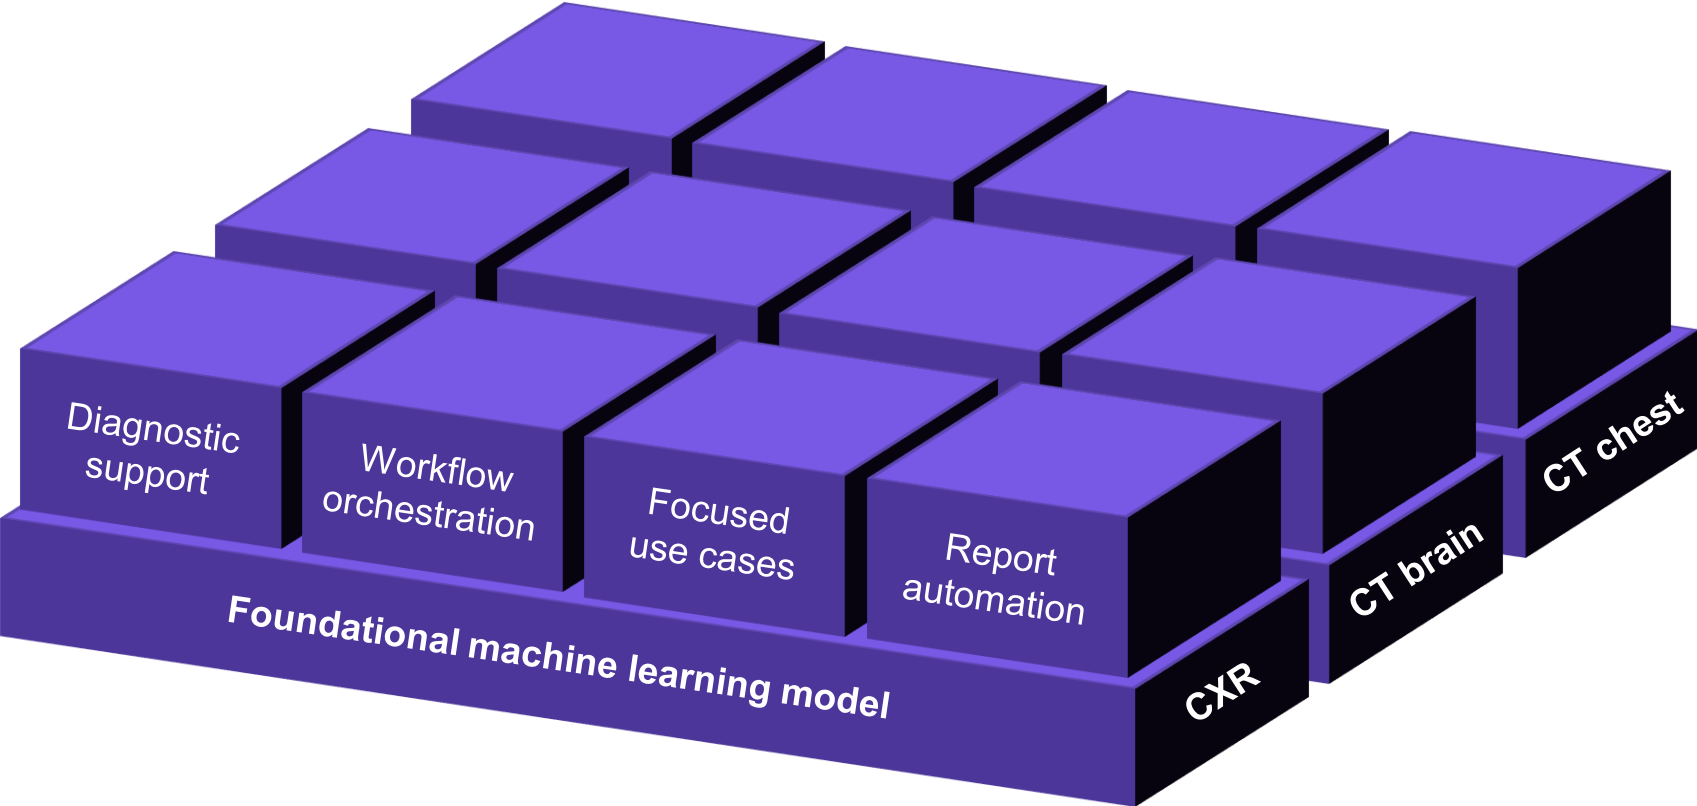 Diagnostic
support
Workflow
orchestration
Focused
use cases
Report
automation
Foundational machine learning model
CXR
CT brain
CT chest